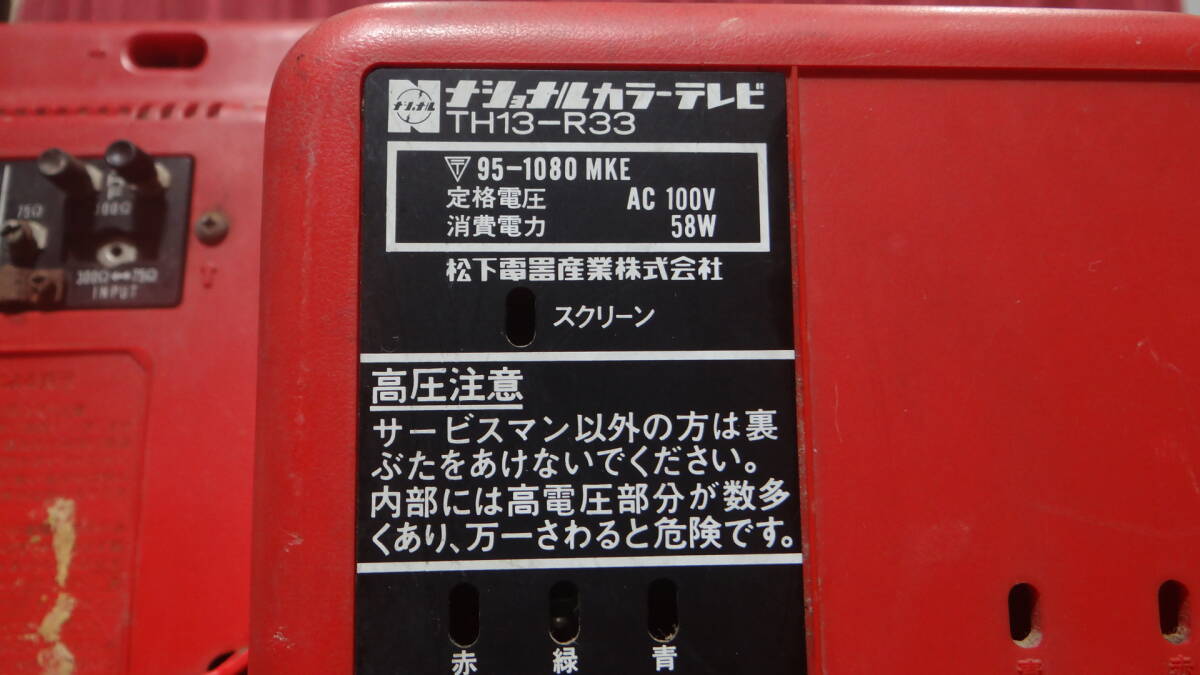 ナショナル ナショナルカラーテレビ
TH13-R33
〒 95-1080 MKE
定格電圧 AC 100V
消費電力 58W
松下電器産業株式会社
スクリーン
高圧注意
サービスマン以外の方は裏
ぶたをあけないでください。
内部には高電圧部分が数多
くあり、万一さわると危険です。
赤 緑 青
75Ω 300Ω
300Ω⟷75Ω
INPUT